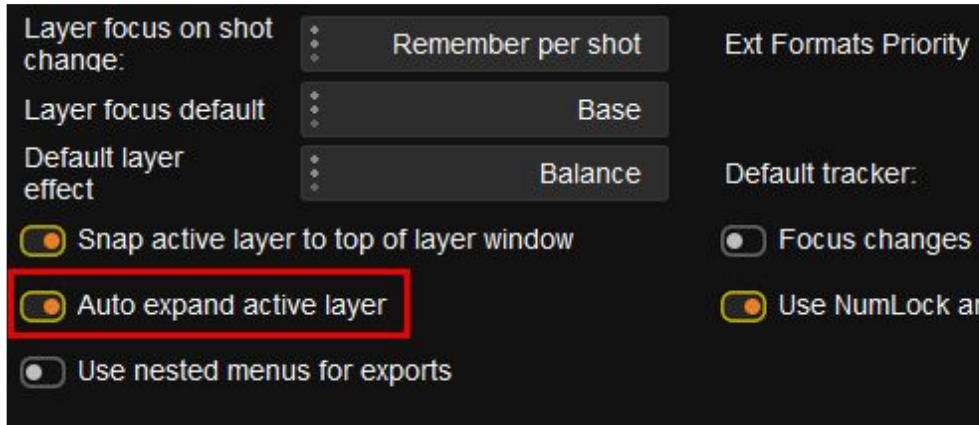 Layer focus on shot
change:
Remember per shot
Ext Formats Priority
Layer focus default
Base
Default layer
effect
Balance
Default tracker:
Snap active layer to top of layer window
Focus changes
Auto expand active layer
Use NumLock
Use nested menus for exports